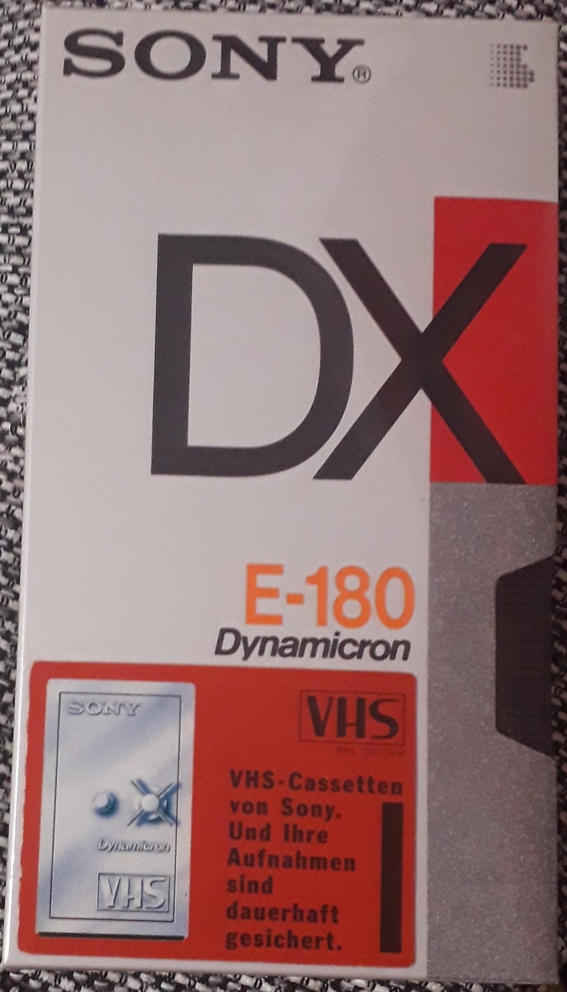 SONY®
DX
E-180
Dynamicron
VHS
SONY
Dynamicron
VHS
VHS-Cassetten
von Sony.
Und Ihre
Aufnahmen
sind
dauerhaft
gesichert.